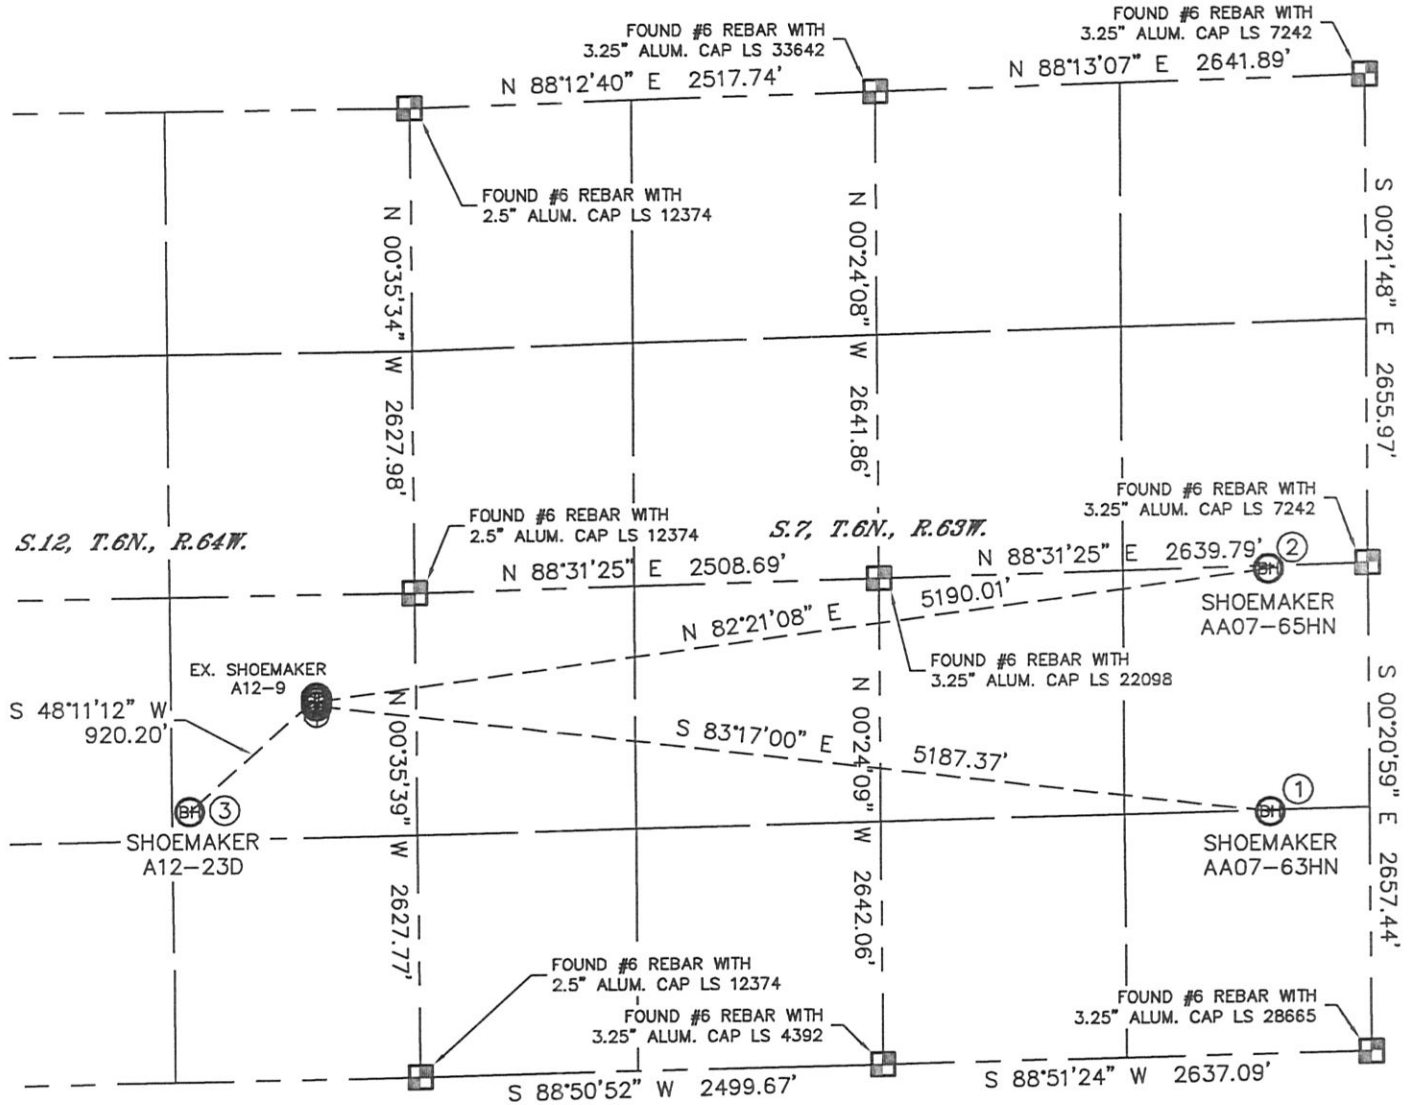 FOUND #6 REBAR WITH
3.25" ALUM. CAP LS 33642
FOUND #6 REBAR WITH
3.25" ALUM. CAP LS 7242
N 88°12'40" E 2517.74'
N 88°13'07" E 2641.89'
FOUND #6 REBAR WITH
2.5" ALUM. CAP LS 12374
N 00°35'34" W 2627.98'
N 00°24'08" W 2641.86'
S 00°21'48" E 2655.97'
FOUND #6 REBAR WITH
3.25" ALUM. CAP LS 7242
S.12, T.6N., R.64W.
FOUND #6 REBAR WITH
2.5" ALUM. CAP LS 12374
S.7, T.6N., R.63W.
N 88°31'25" E 2508.69'
N 88°31'25" E 2639.79'
BH
2
SHOEMAKER
AA07-65HN
N 82°21'08" E 5190.01'
EX. SHOEMAKER
A12-9
FOUND #6 REBAR WITH
3.25" ALUM. CAP LS 22098
S 48°11'12" W
920.20'
S 83°17'00" E 5187.37'
N 00°35'39" W 2627.77'
N 00°24'09" W 2642.06'
S 00°20'59" E 2657.44'
BH
3
SHOEMAKER
A12-23D
BH
1
SHOEMAKER
AA07-63HN
FOUND #6 REBAR WITH
2.5" ALUM. CAP LS 12374
FOUND #6 REBAR WITH
3.25" ALUM. CAP LS 4392
FOUND #6 REBAR WITH
3.25" ALUM. CAP LS 28665
S 88°50'52" W 2499.67'
S 88°51'24" W 2637.09'